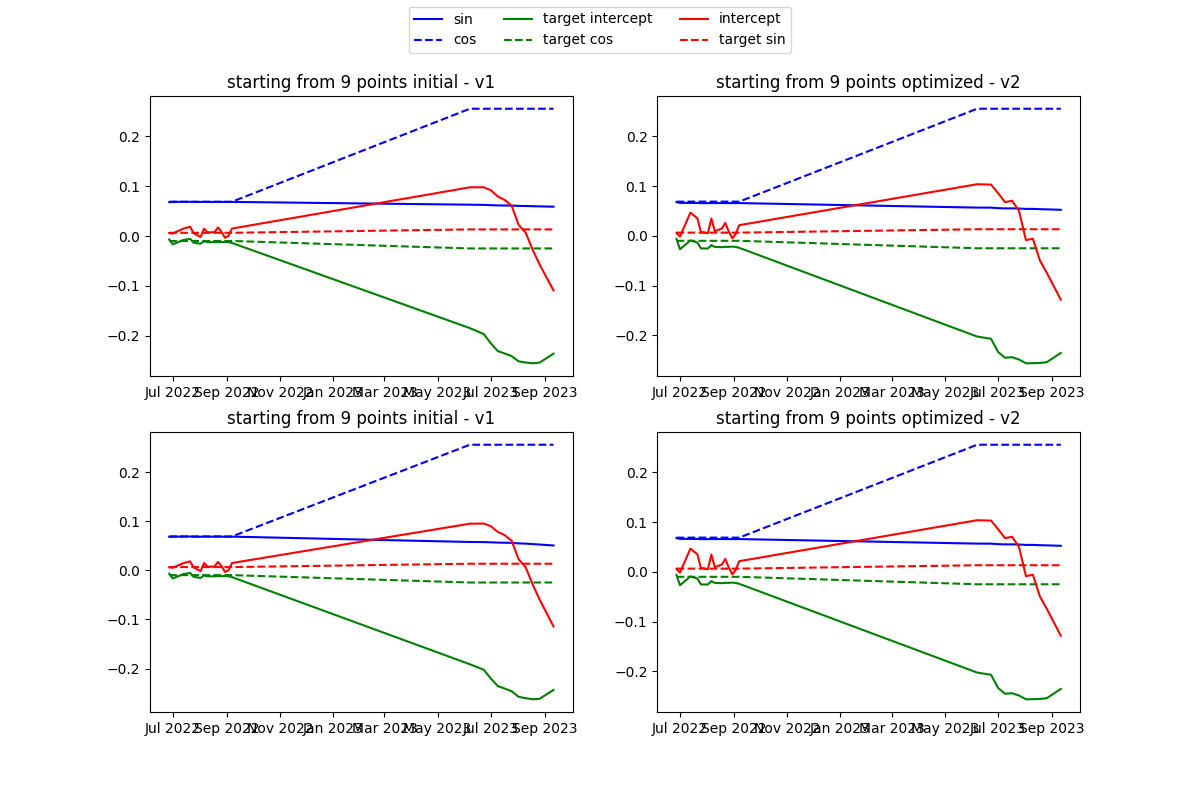 sin target intercept intercept
cos target cos target sin
starting from 9 points initial - v1 starting from 9 points optimized - v2
0.2
0.1
0.0
−0.1
−0.2
Jul 2022 Sep 2022 Nov 2022 Jan 2023 Mar 2023 May 2023 Jul 2023 Sep 2023
0.2
0.1
0.0
−0.1
−0.2
Jul 2022 Sep 2022 Nov 2022 Jan 2023 Mar 2023 May 2023 Jul 2023 Sep 2023
starting from 9 points initial - v1 starting from 9 points optimized - v2
0.2
0.1
0.0
−0.1
−0.2
Jul 2022 Sep 2022 Nov 2022 Jan 2023 Mar 2023 May 2023 Jul 2023 Sep 2023
0.2
0.1
0.0
−0.1
−0.2
Jul 2022 Sep 2022 Nov 2022 Jan 2023 Mar 2023 May 2023 Jul 2023 Sep 2023